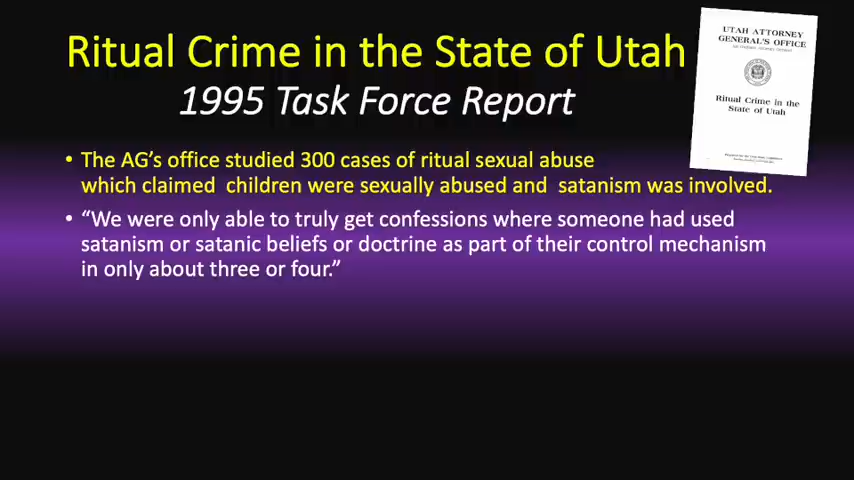 Ritual Crime in the State of Utah
1995 Task Force Report
UTAH ATTORNEY
GENERAL'S OFFICE
Ritual Crime in the
State of Utah
• The AG's office studied 300 cases of ritual sexual abuse
which claimed children were sexually abused and satanism was involved.
• “We were only able to truly get confessions where someone had used
satanism or satanic beliefs or doctrine as part of their control mechanism
in only about three or four.”